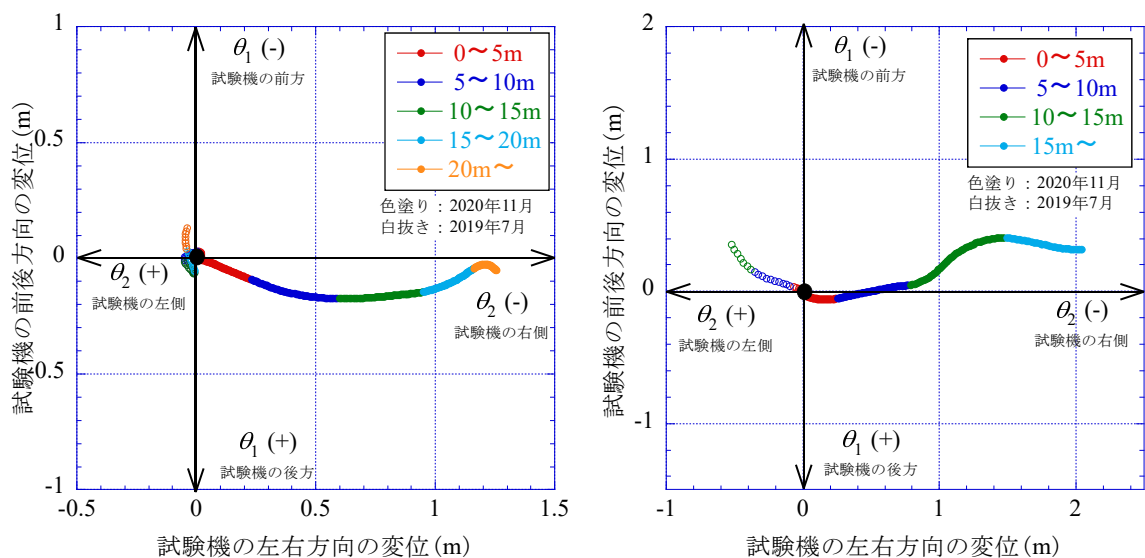 試験機の前後方向の変位(m)
1
0.5
0
-0.5
-1
θ1 (-)
試験機の前方
0〜5m
5〜10m
10〜15m
15〜20m
20m〜
色塗り：2020年11月
白抜き：2019年7月
θ2 (+)
試験機の左側
θ2 (-)
試験機の右側
θ1 (+)
試験機の後方
-0.5
0
0.5
1
1.5
試験機の左右方向の変位(m)
試験機の前後方向の変位(m)
2
1
0
-1
θ1 (-)
試験機の前方
0〜5m
5〜10m
10〜15m
15m〜
色塗り：2020年11月
白抜き：2019年7月
θ2 (+)
試験機の左側
θ2 (-)
試験機の右側
θ1 (+)
試験機の後方
-1
0
1
2
試験機の左右方向の変位(m)